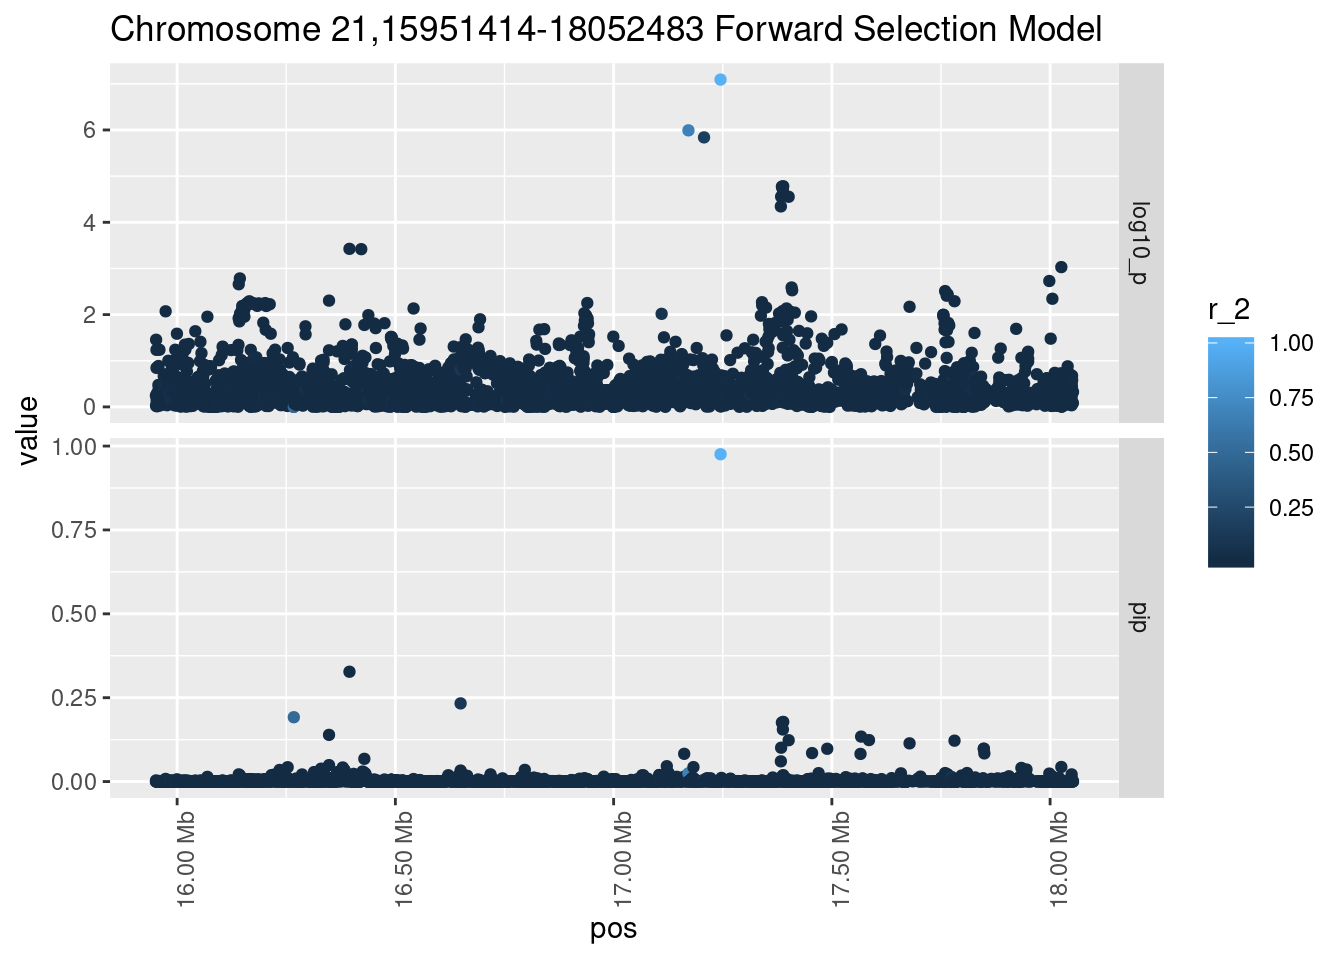 Chromosome 21,15951414-18052483 Forward Selection Model
6
4
2
0
log10_p
value
1.00
0.75
0.50
0.25
0.00
pip
16.00 Mb
16.50 Mb
17.00 Mb
17.50 Mb
18.00 Mb
pos
r_2
1.00
0.75
0.50
0.25